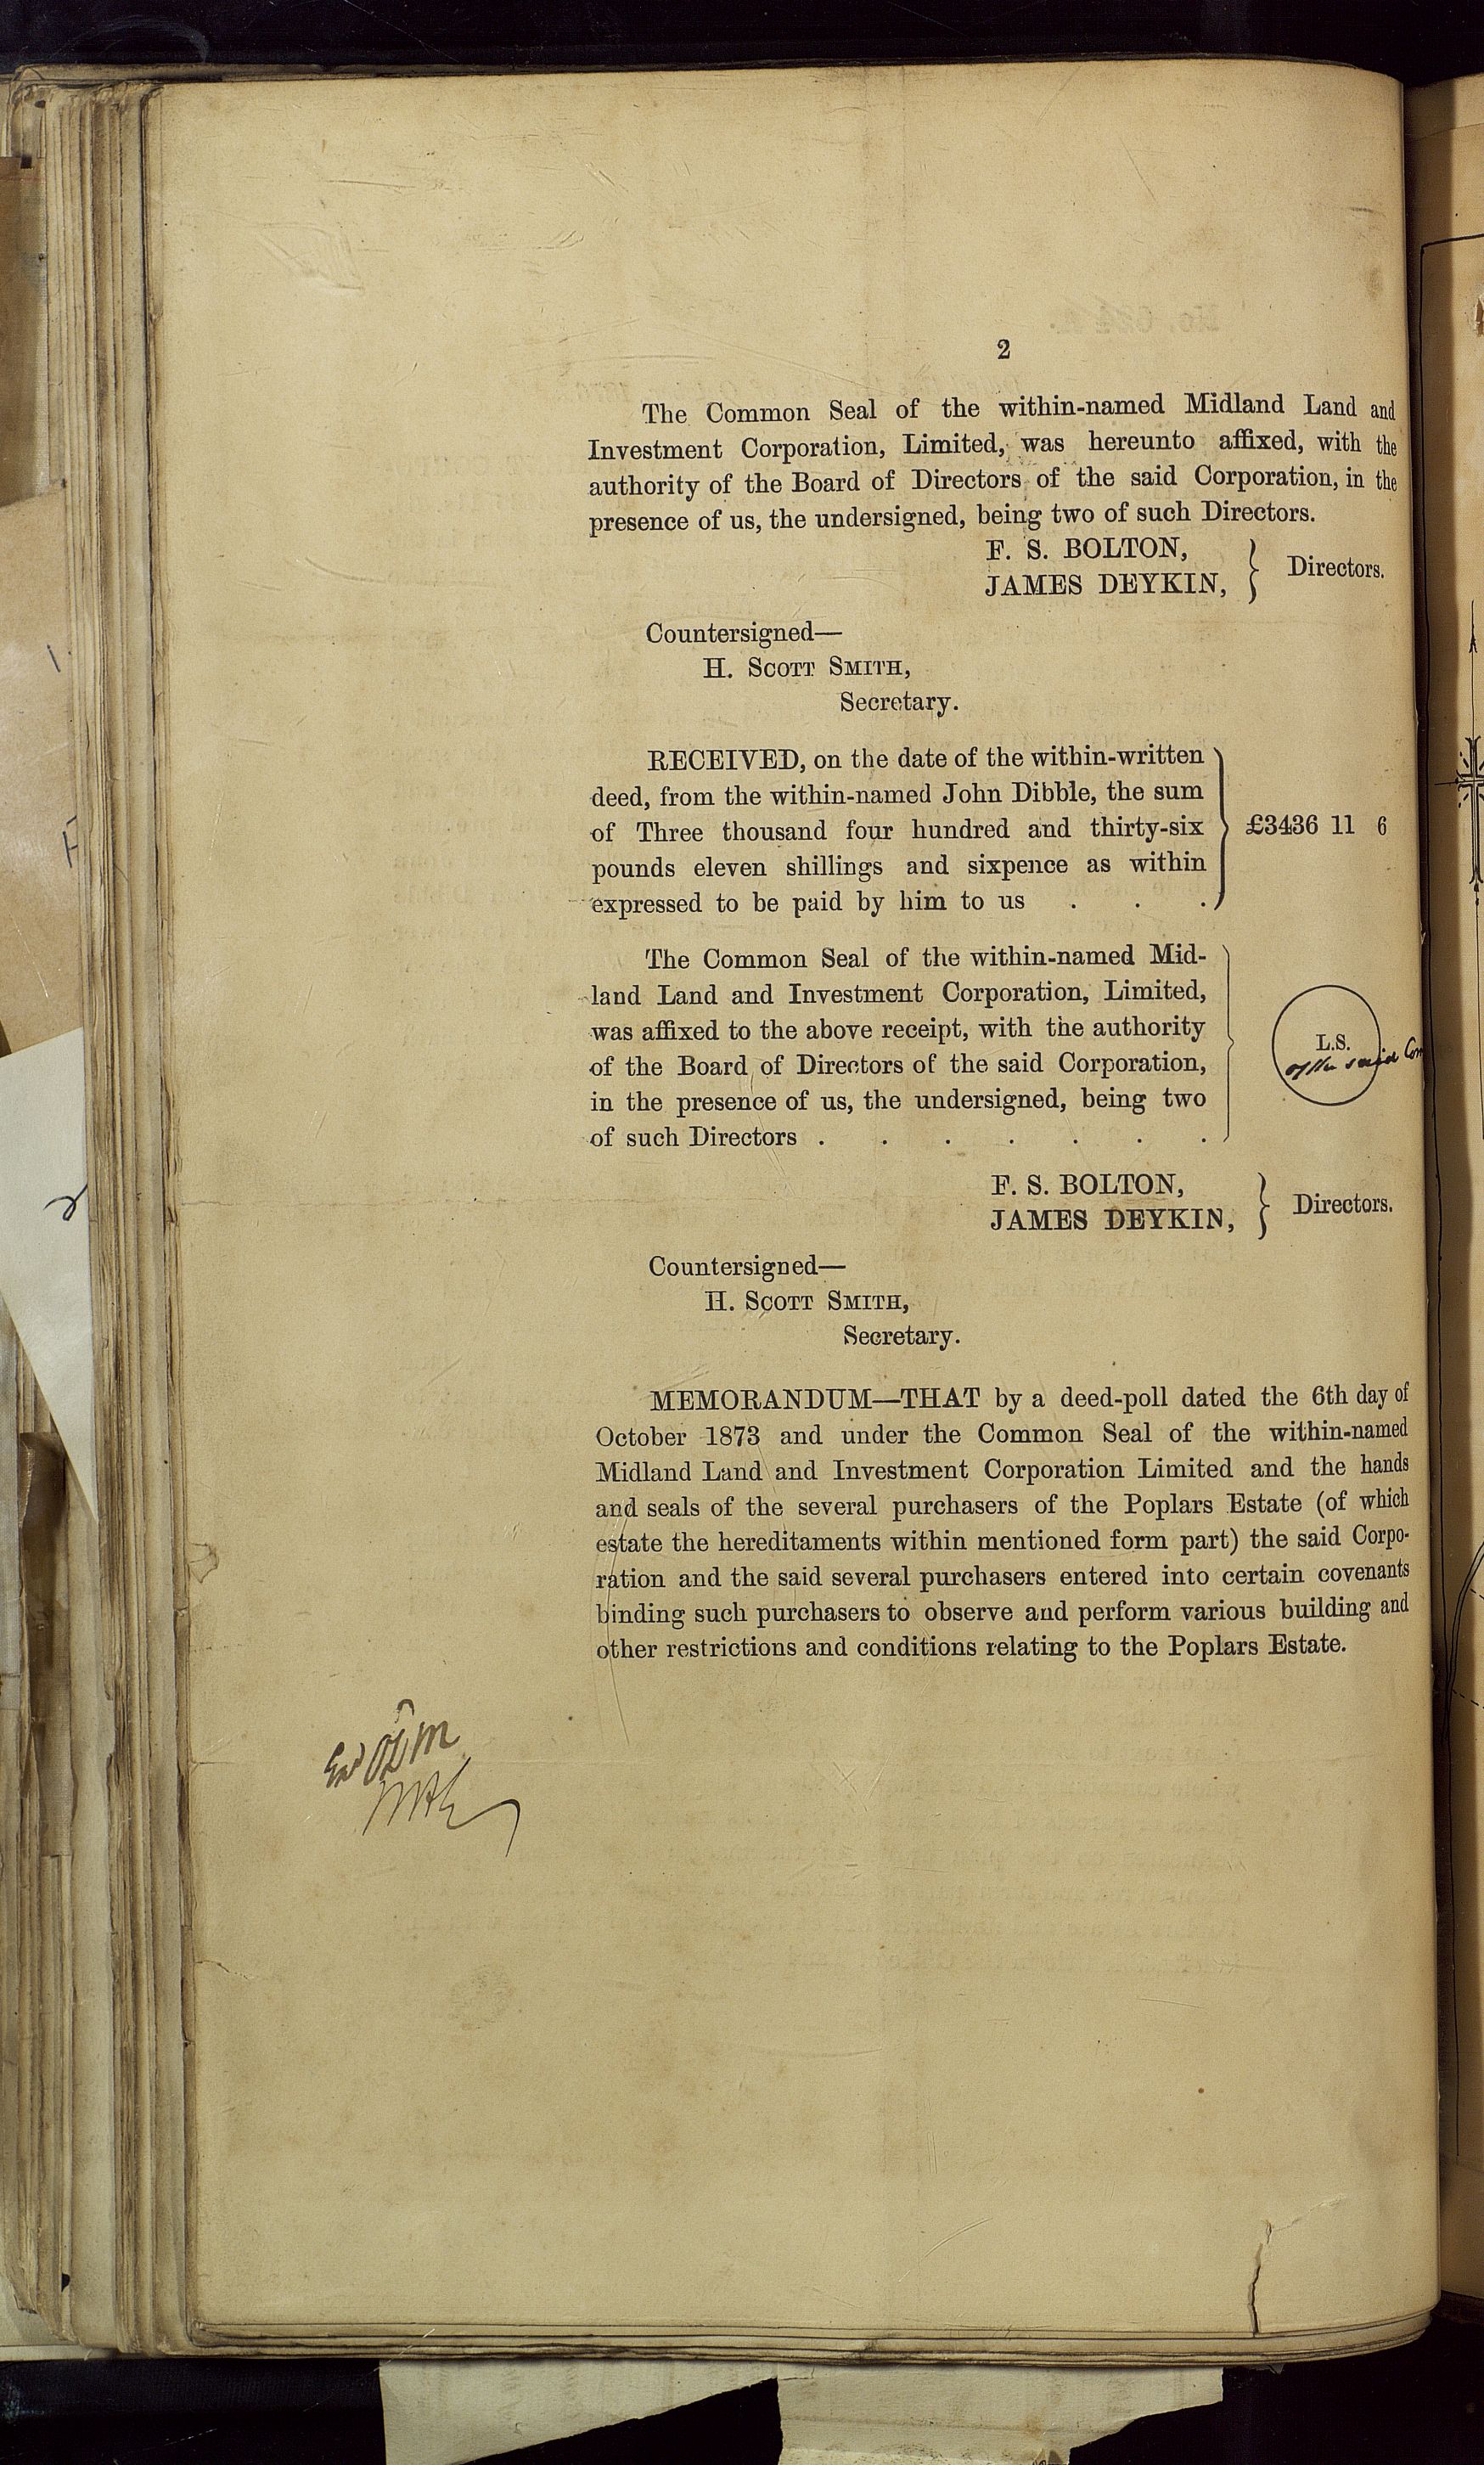 2
The Common Seal of the within-named Midland Land and
Investment Corporation, Limited, was hereunto affixed, with the
authority of the Board of Directors of the said Corporation, in the
presence of us, the undersigned, being two of such Directors.
F. S. BOLTON,
JAMES DEYKIN, } Directors.
Countersigned—
H. SCOTT SMITH,
Secretary.
RECEIVED, on the date of the within-written
deed, from the within-named John Dibble, the sum
of Three thousand four hundred and thirty-six £3436 11 6
pounds eleven shillings and sixpence as within
expressed to be paid by him to us . . .
The Common Seal of the within-named Mid-
land Land and Investment Corporation, Limited,
was affixed to the above receipt, with the authority
of the Board of Directors of the said Corporation,
in the presence of us, the undersigned, being two
of such Directors . . . . . . .
L.S.
of the said Com
F. S. BOLTON,
JAMES DEYKIN, } Directors.
Countersigned—
H. SCOTT SMITH,
Secretary.
MEMORANDUM—THAT by a deed-poll dated the 6th day of
October 1873 and under the Common Seal of the within-named
Midland Land and Investment Corporation Limited and the hands
and seals of the several purchasers of the Poplars Estate (of which
estate the hereditaments within mentioned form part) the said Corpo-
ration and the said several purchasers entered into certain covenants
binding such purchasers to observe and perform various building and
other restrictions and conditions relating to the Poplars Estate.